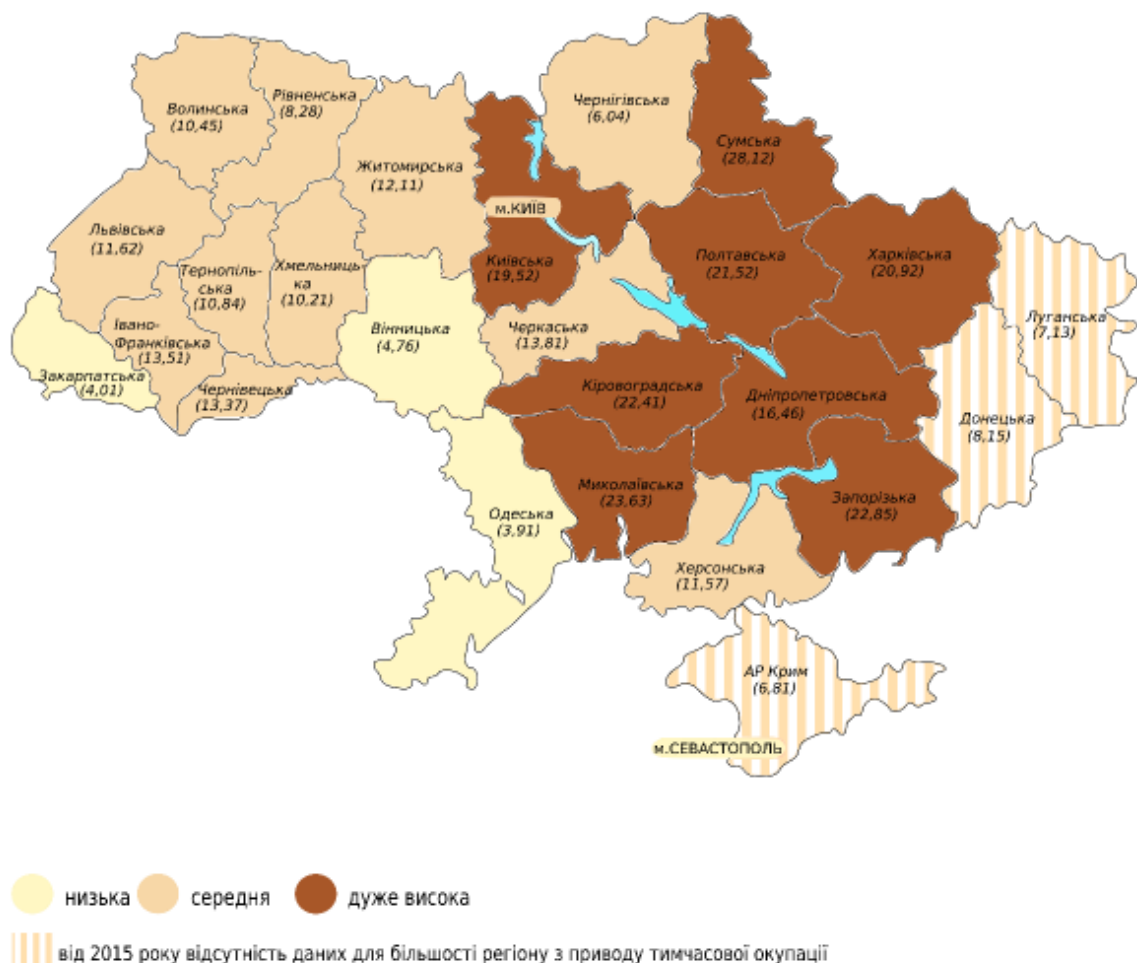 Волинська
(10,45)
Рівненська
(8,28)
Житомирська
(12,11)
Чернігівська
(6,04)
Сумська
(28,12)
м.КИЇВ
Київська
(19,52)
Львівська
(11,62)
Тернопіль-
ська
(10,84)
Хмельниць-
ка
(10,21)
Полтавська
(21,52)
Харківська
(20,92)
Луганська
(7,13)
Івано-
Франківська
(13,51)
Закарпатська
(4,01)
Чернівецька
(13,37)
Вінницька
(4,76)
Черкаська
(13,81)
Кіровоградська
(22,41)
Дніпропетровська
(16,46)
Донецька
(8,15)
Одеська
(3,91)
Миколаївська
(23,63)
Запорізька
(22,85)
Херсонська
(11,57)
АР Крим
(6,81)
м.СЕВАСТОПОЛЬ
низька
середня
дуже висока
від 2015 року відсутність даних для більшості регіону з приводу тимчасової окупації